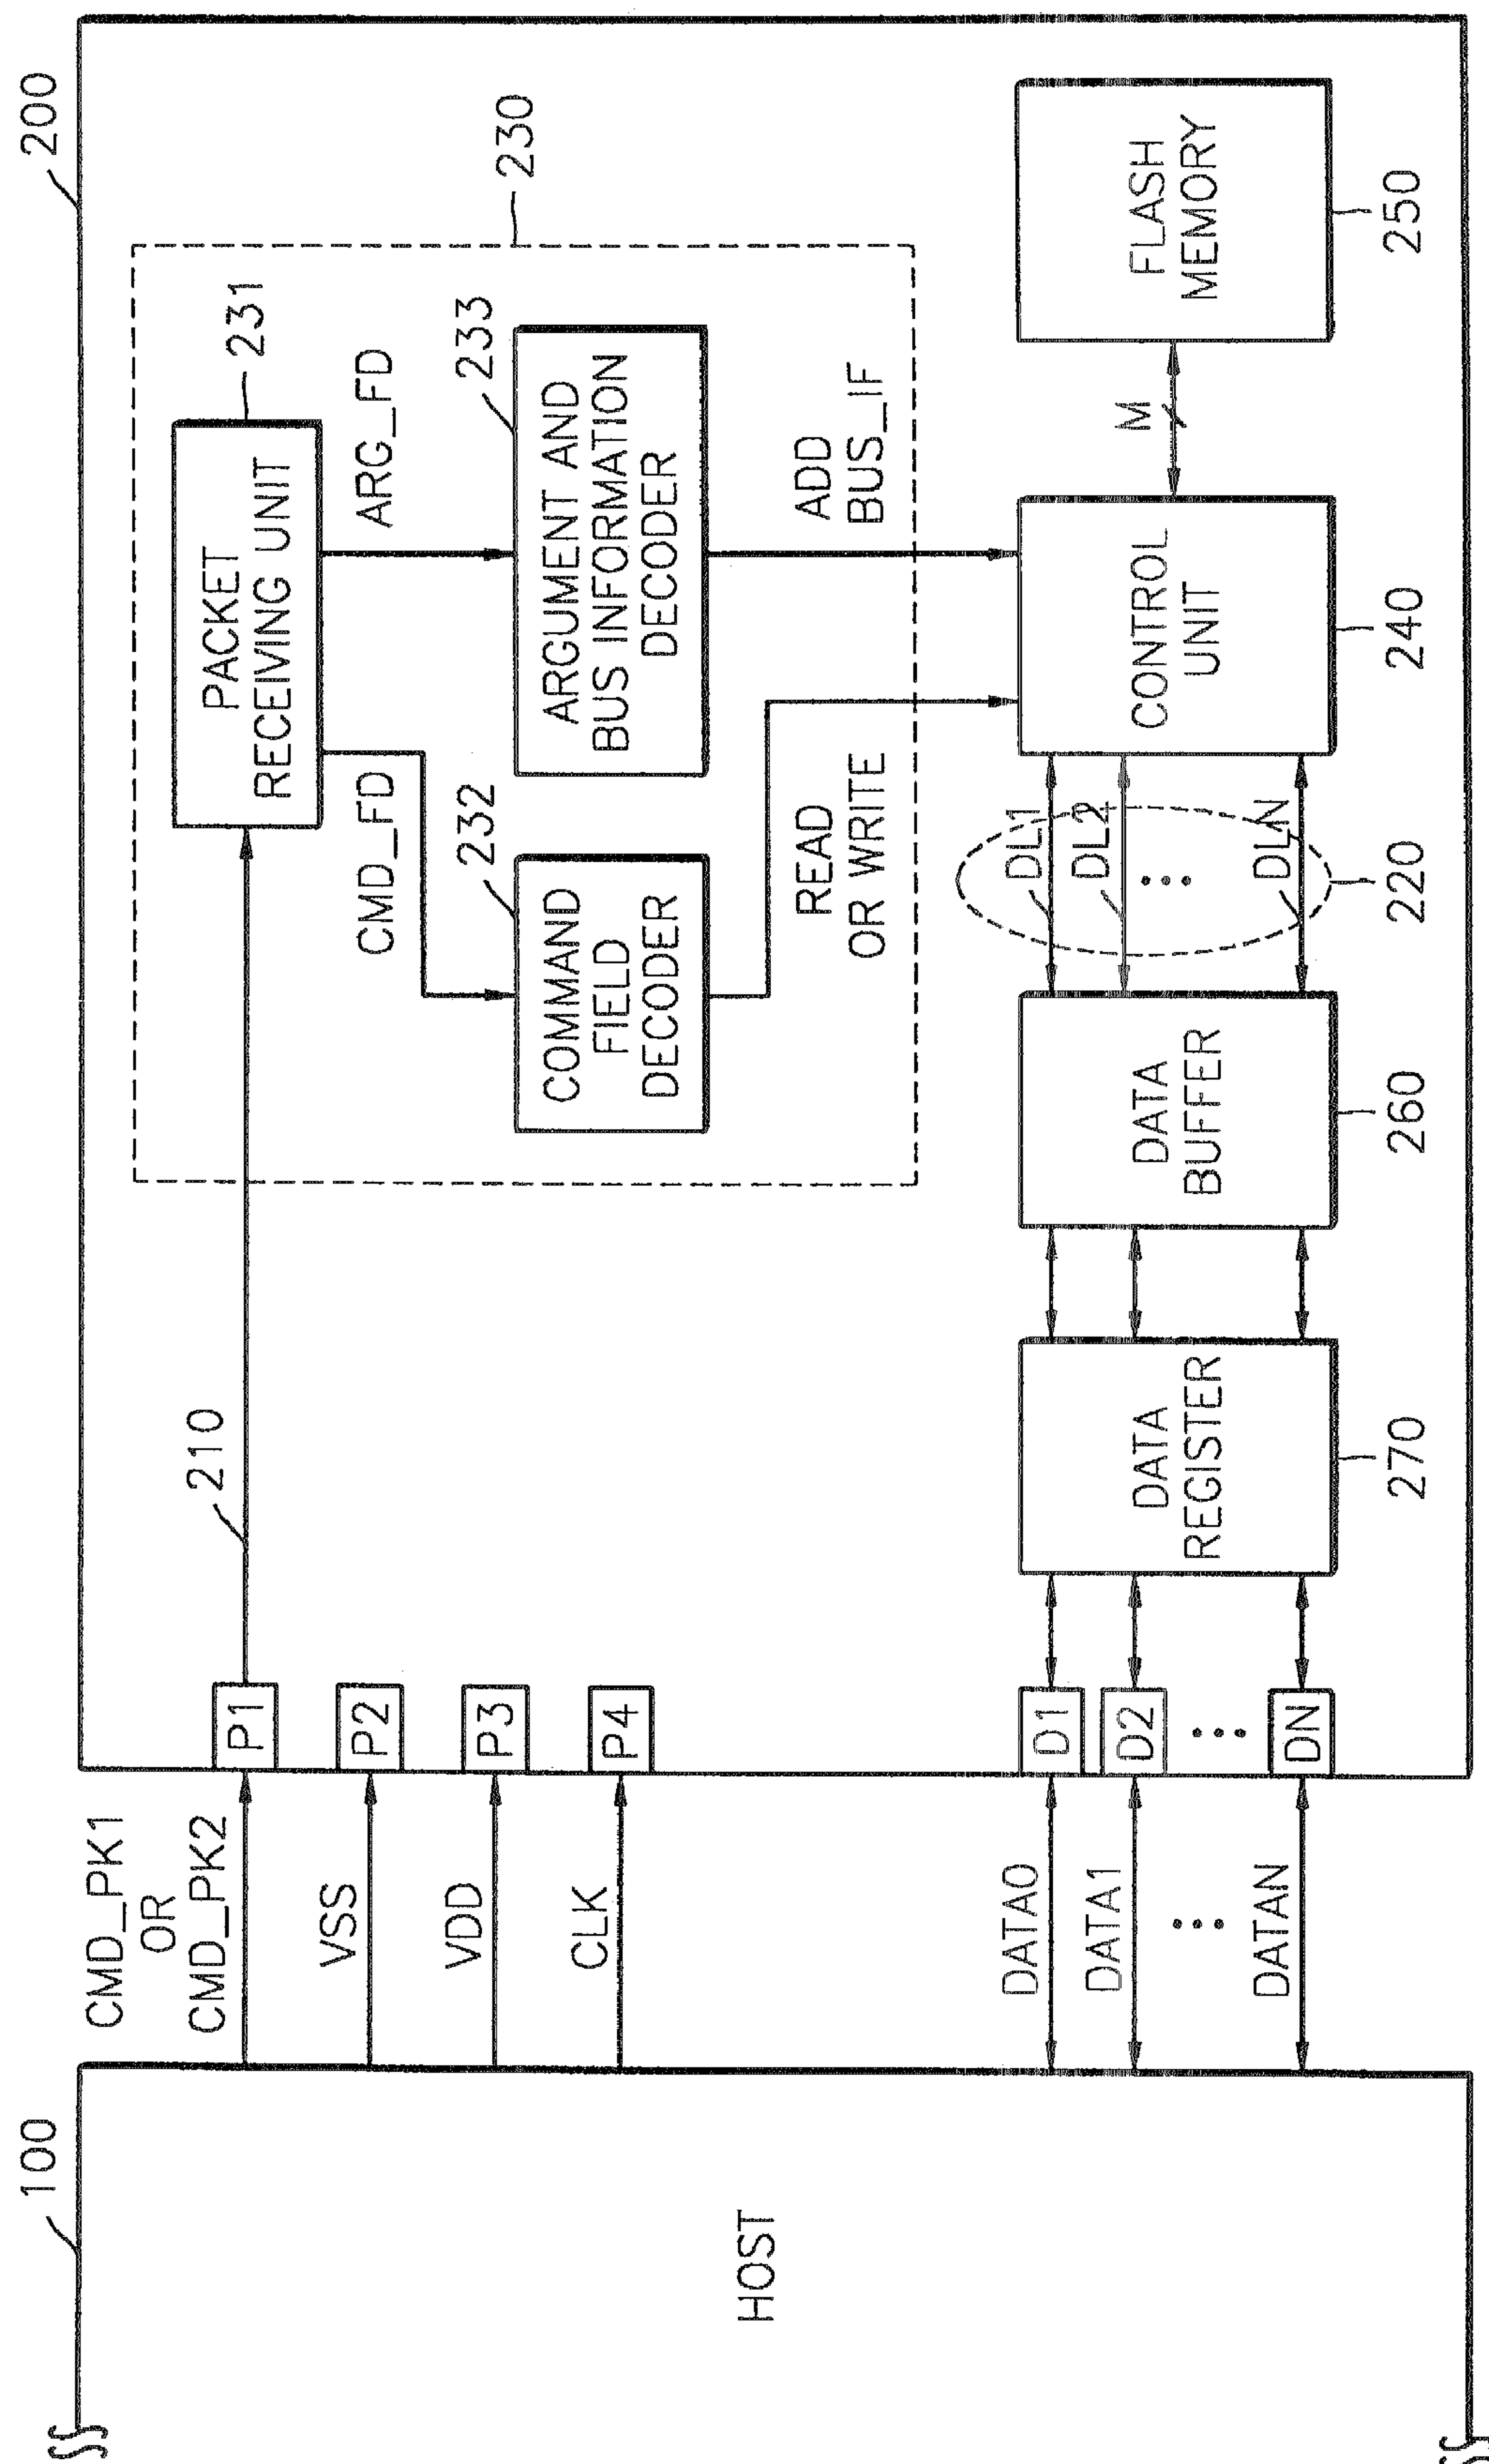 100
HOST
CMD_PK1
OR
CMD_PK2
VSS
VDD
CLK
DATA0
DATA1
DATAN
200
P1
P2
P3
P4
D1
D2
DN
210
230
PACKET
RECEIVING UNIT
231
CMD_FD
ARG_FD
232
COMMAND
FIELD
DECODER
233
ARGUMENT AND
BUS INFORMATION
DECODER
READ
OR WRITE
ADD
BUS_IF
DATA
REGISTER
270
DATA
BUFFER
260
DL1
DL2
DLN
220
CONTROL
UNIT
240
M
FLASH
MEMORY
250